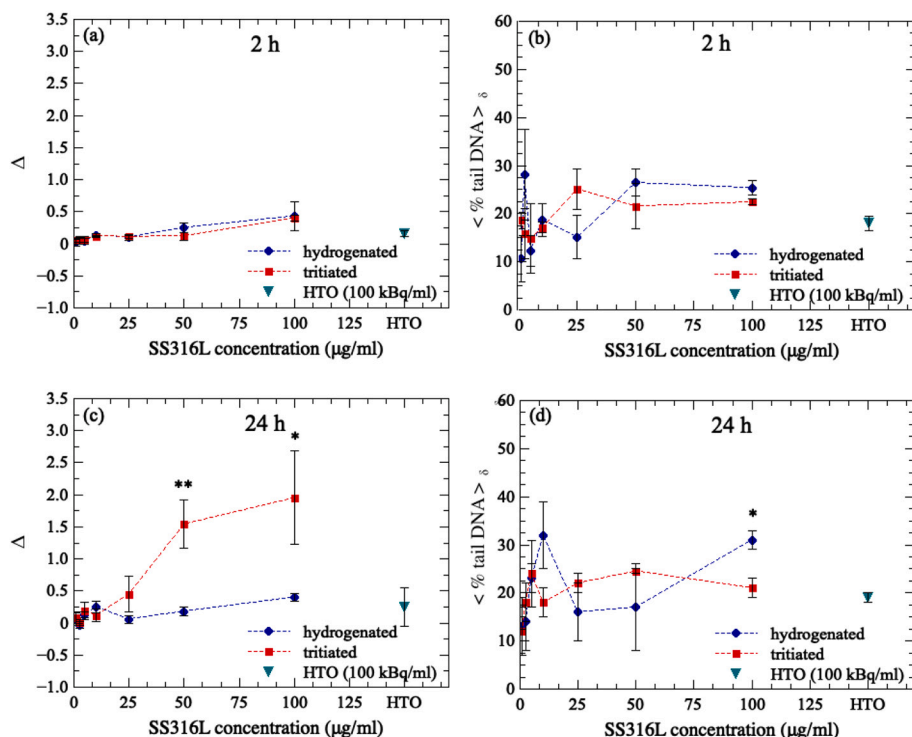 (a)
2 h
3.5
3.0
2.5
2.0
1.5
1.0
0.5
0
−0.5
−1.0
Δ
hydrogenated
tritiated
HTO (100 kBq/ml)
0 25 50 75 100 125 HTO
SS316L concentration (µg/ml)
(b)
2 h
60
50
40
30
20
10
0
< % tail DNA > δ
hydrogenated
tritiated
HTO (100 kBq/ml)
0 25 50 75 100 125 HTO
SS316L concentration (µg/ml)
(c)
24 h
3.5
3.0
2.5
2.0
1.5
1.0
0.5
0
−0.5
−1.0
Δ
**
*
hydrogenated
tritiated
HTO (100 kBq/ml)
0 25 50 75 100 125 HTO
SS316L concentration (µg/ml)
(d)
24 h
60
50
40
30
20
10
0
< % tail DNA > δ
*
hydrogenated
tritiated
HTO (100 kBq/ml)
0 25 50 75 100 125 HTO
SS316L concentration (µg/ml)